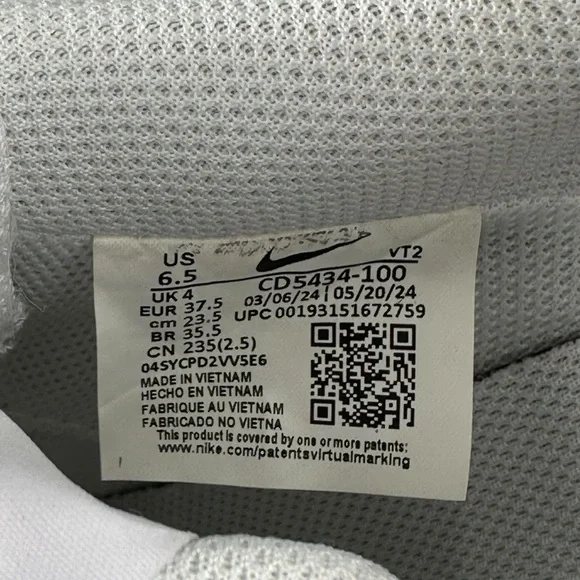 US VT2
6.5 CD5434-100
UK 4 03/06/24 | 05/20/24
EUR 37.5 UPC 00193151672759
cm 23.5
BR 35.5
CN 235(2.5)
04SYCPD2VV5E6
MADE IN VIETNAM
HECHO EN VIETNAM
FABRIQUE AU VIETNAM
FABRICADO NO VIETNA
This product is covered by one or more patents:
www.nike.com/patentsvirtualmarking